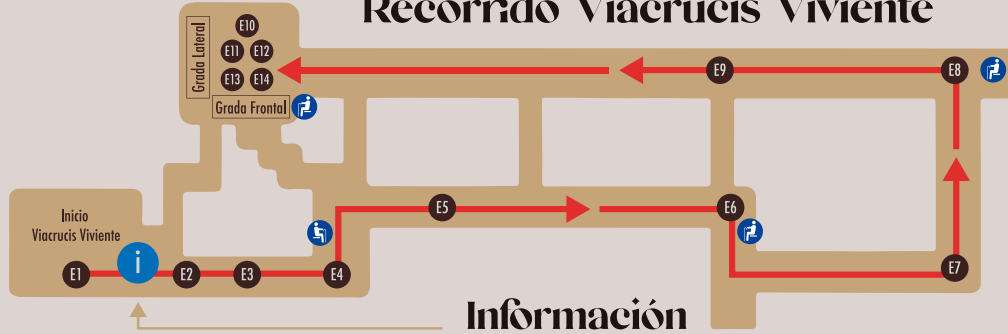 Recorrido Viacrucis Viviente
E10
E11 E12
E13 E14
Grada Lateral
Grada Frontal
E9
E8
Inicio
Viacrucis Viviente
E5
E6
E1
i
E2
E3
E4
E7
Información